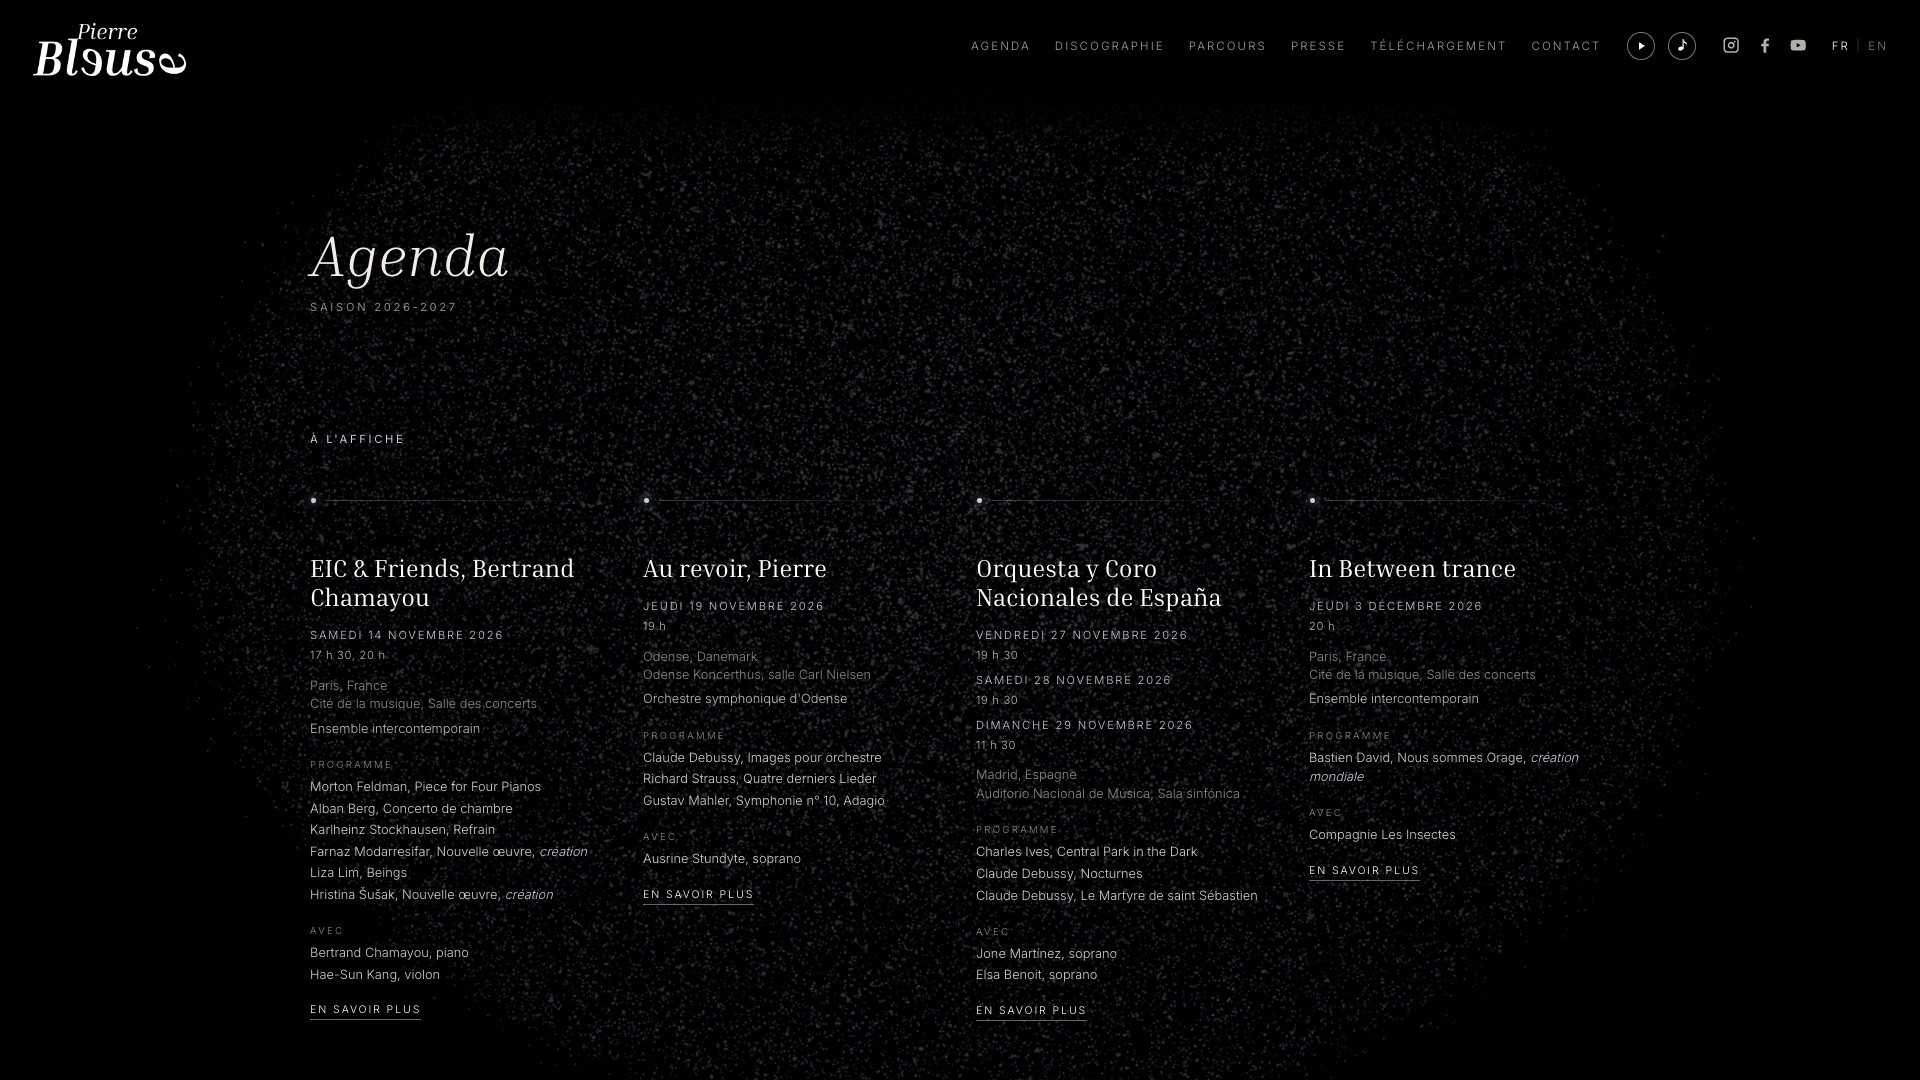 Pierre
Bleuse
AGENDA
DISCOGRAPHIE
PARCOURS
PRESSE
TÉLÉCHARGEMENT
CONTACT
FR | EN
Agenda
SAISON 2026-2027
À L'AFFICHE
EIC & Friends, Bertrand
Chamayou
SAMEDI 14 NOVEMBRE 2026
17 h 30, 20 h
Paris, France
Cité de la musique, Salle des concerts
Ensemble intercontemporain
PROGRAMME
Morton Feldman, Piece for Four Pianos
Alban Berg, Concerto de chambre
Karlheinz Stockhausen, Refrain
Farnaz Modarresifar, Nouvelle œuvre, création
Liza Lim, Beings
Hristina Šušak, Nouvelle œuvre, création
AVEC
Bertrand Chamayou, piano
Hae-Sun Kang, violon
EN SAVOIR PLUS
Au revoir, Pierre
JEUDI 19 NOVEMBRE 2026
19 h
Odense, Danemark
Odense Koncerthus, salle Carl Nielsen
Orchestre symphonique d'Odense
PROGRAMME
Claude Debussy, Images pour orchestre
Richard Strauss, Quatre derniers Lieder
Gustav Mahler, Symphonie n° 10, Adagio
AVEC
Ausrine Stundyte, soprano
EN SAVOIR PLUS
Orquesta y Coro
Nacionales de España
VENDREDI 27 NOVEMBRE 2026
19 h 30
SAMEDI 28 NOVEMBRE 2026
19 h 30
DIMANCHE 29 NOVEMBRE 2026
11 h 30
Madrid, Espagne
Auditorio Nacional de Música, Sala sinfónica
PROGRAMME
Charles Ives, Central Park in the Dark
Claude Debussy, Nocturnes
Claude Debussy, Le Martyre de saint Sébastien
AVEC
Jone Martínez, soprano
Elsa Benoit, soprano
EN SAVOIR PLUS
In Between trance
JEUDI 3 DÉCEMBRE 2026
20 h
Paris, France
Cité de la musique, Salle des concerts
Ensemble intercontemporain
PROGRAMME
Bastien David, Nous sommes Orage, création
mondiale
AVEC
Compagnie Les Insectes
EN SAVOIR PLUS